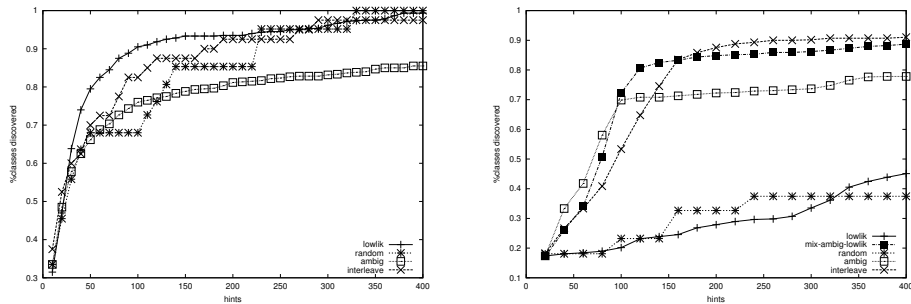 %classes discovered
1
0.9
0.8
0.7
0.6
0.5
0.4
0.3
0 50 100 150 200 250 300 350 400
hints
lowlik
random
ambig
interleave
%classes discovered
1
0.9
0.8
0.7
0.6
0.5
0.4
0.3
0.2
0.1
0 50 100 150 200 250 300 350 400
hints
lowlik
mix-ambig-lowlik
random
ambig
interleave